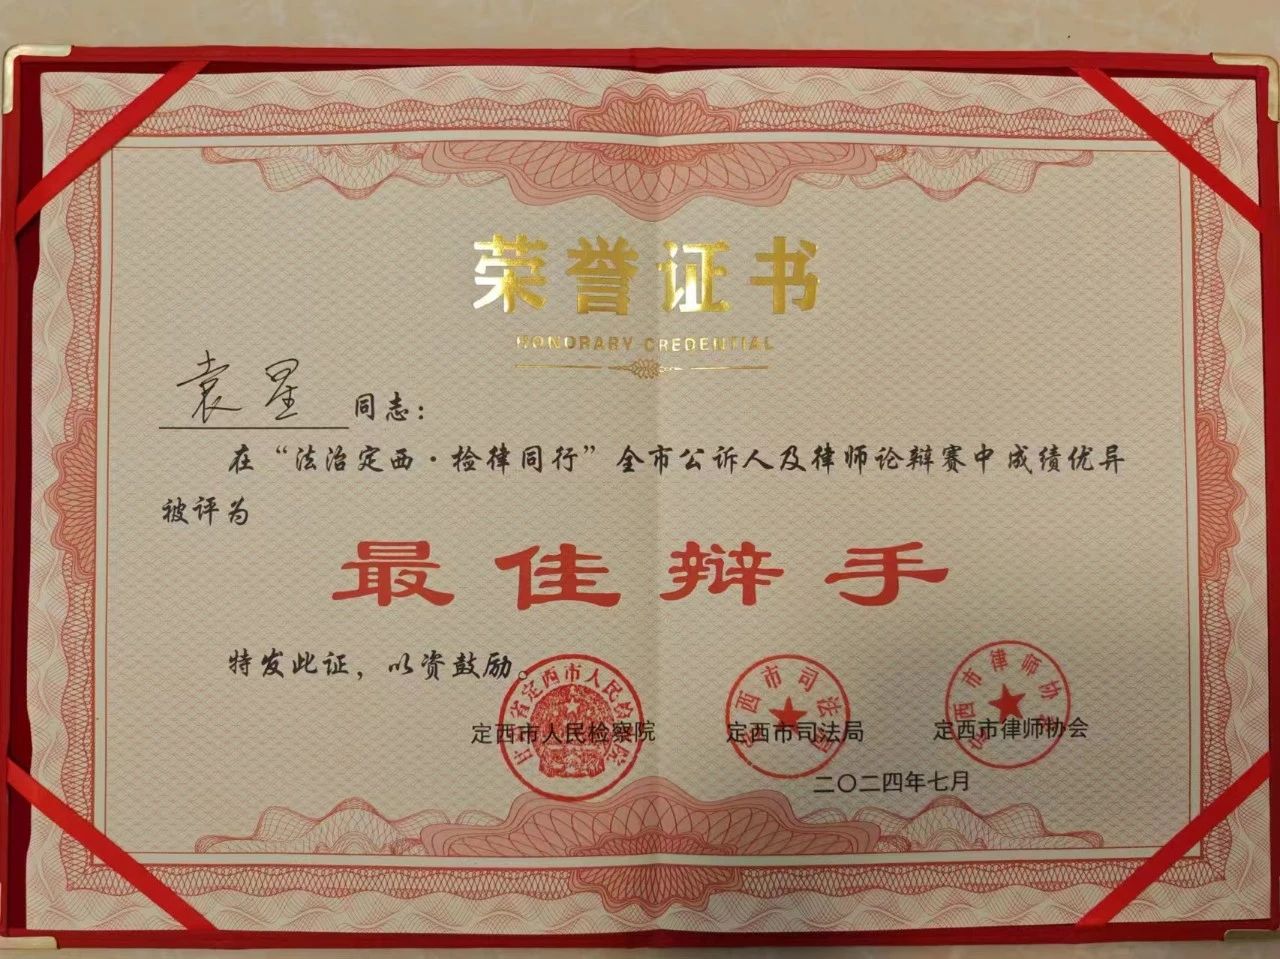 荣誉证书
HONORARY CREDENTIAL
袁星 同志：
在“法治定西·检律同行”全市公诉人及律师论辩赛中成绩优异
被评为
最佳辩手
特发此证，以资鼓励。
定西市人民检察院 定西市司法局 定西市律师协会
二〇二四年七月